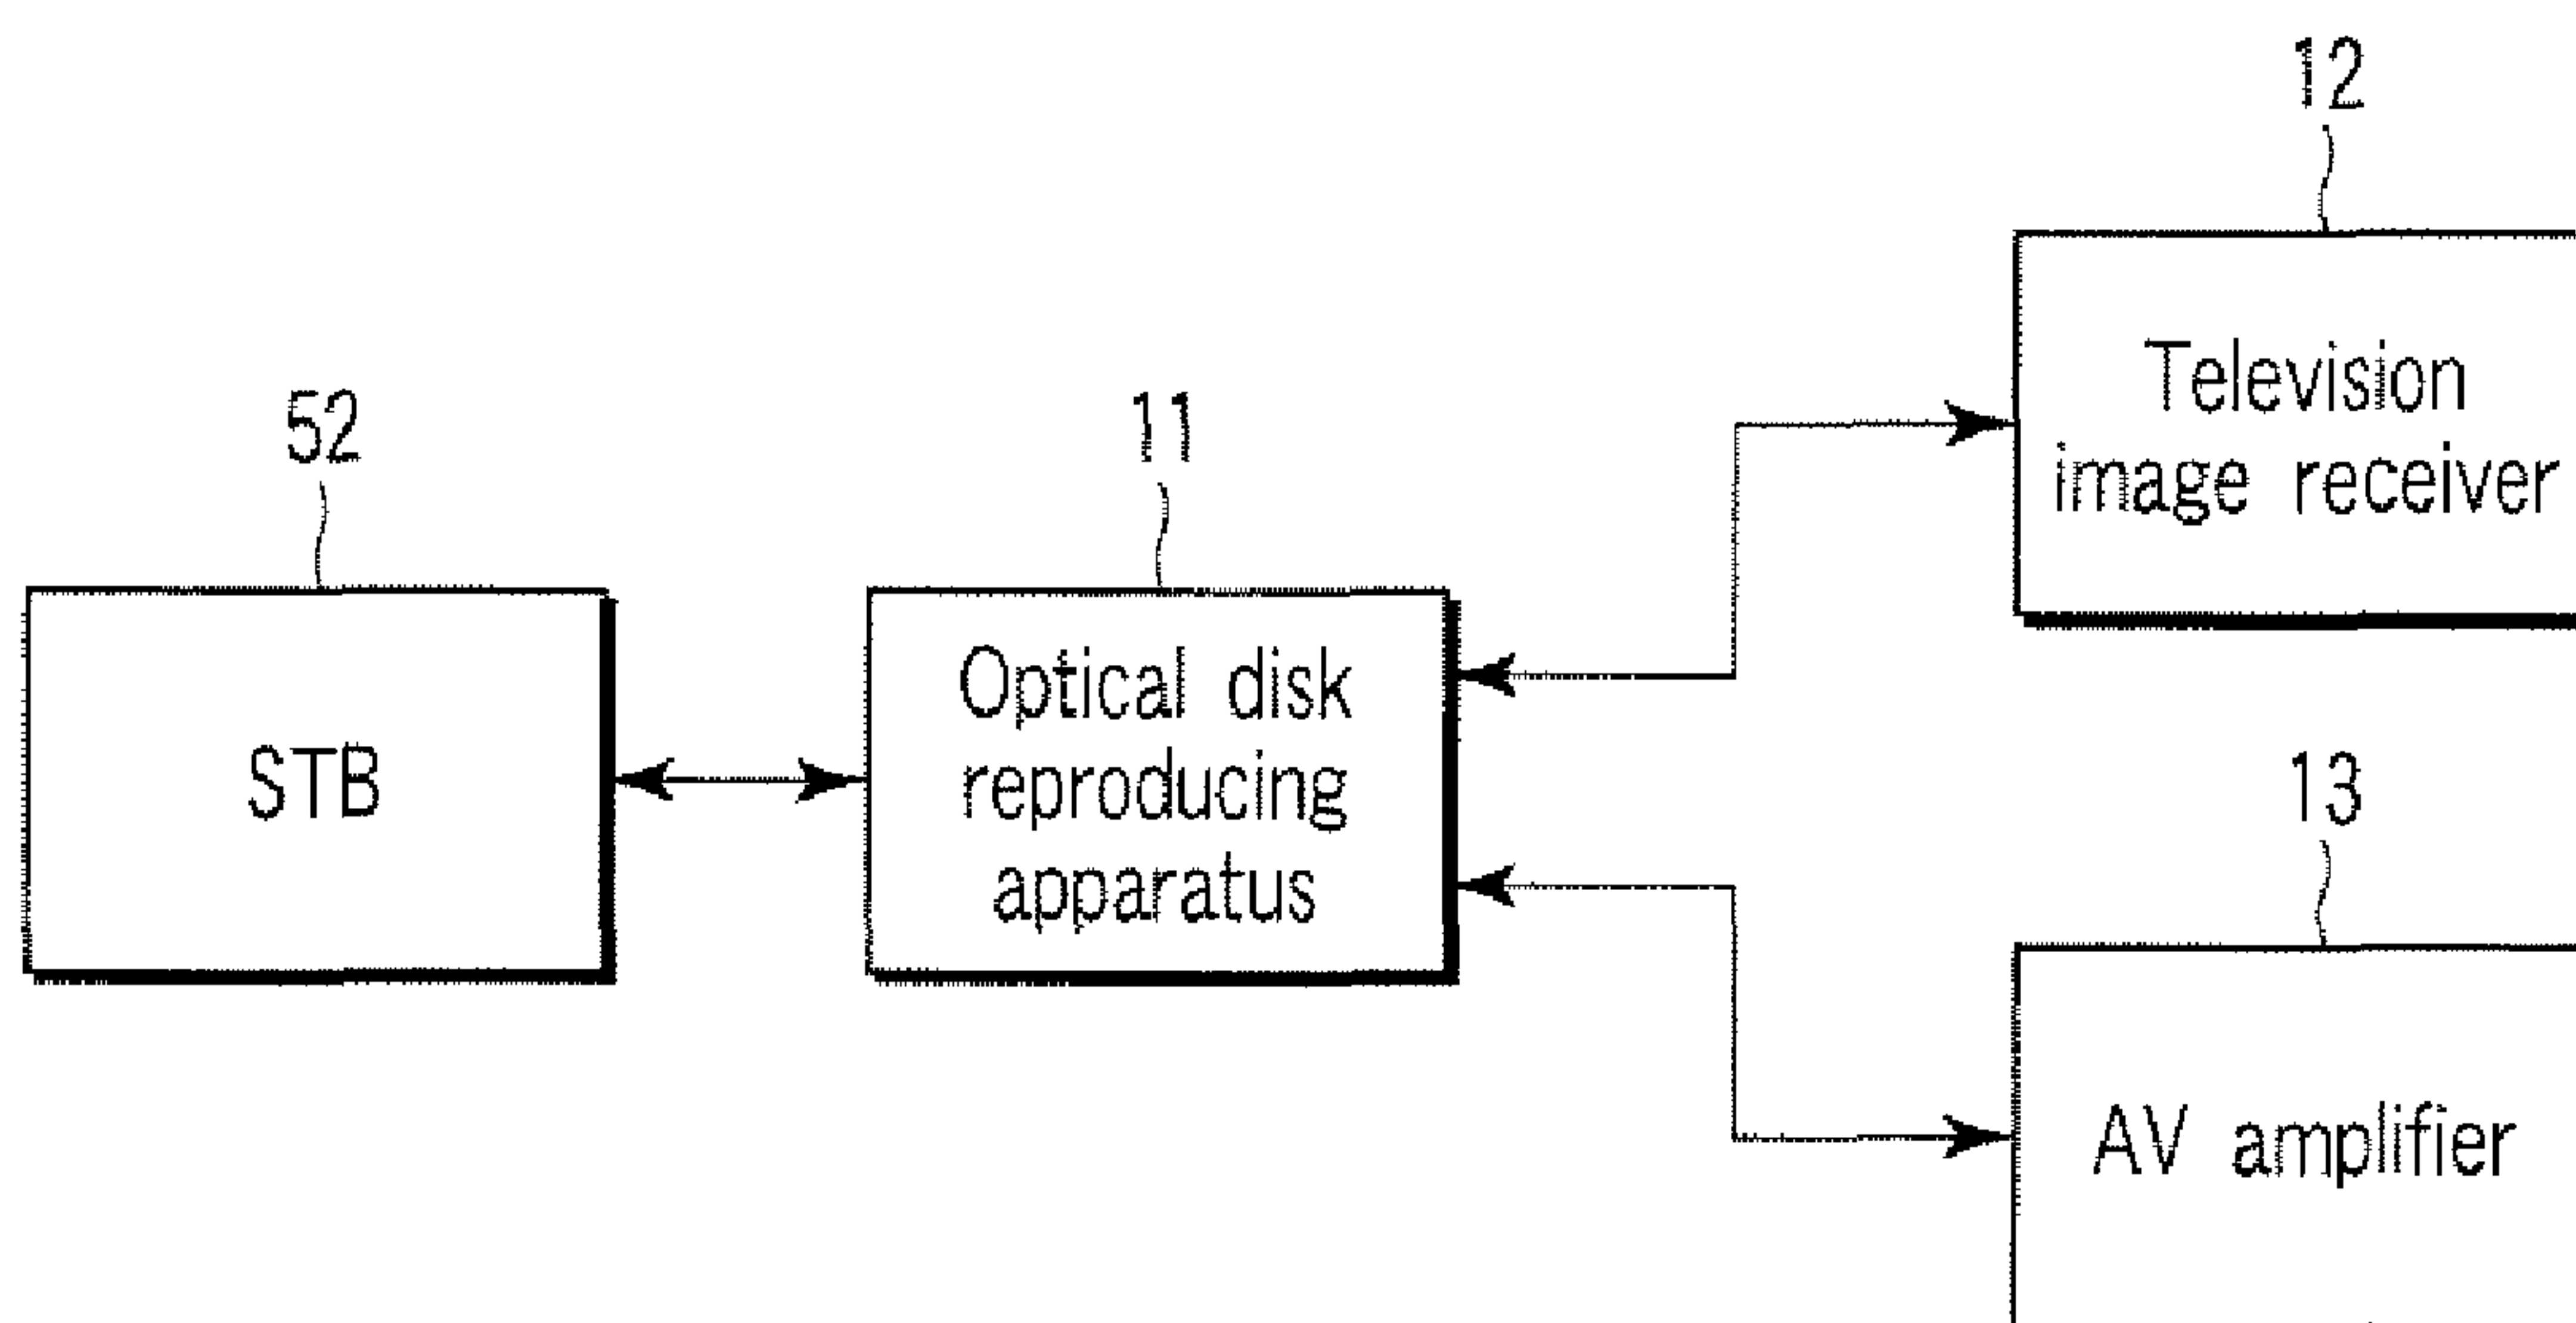 12
Television
image receiver
52
STB
11
Optical disk
reproducing
apparatus
13
AV amplifier